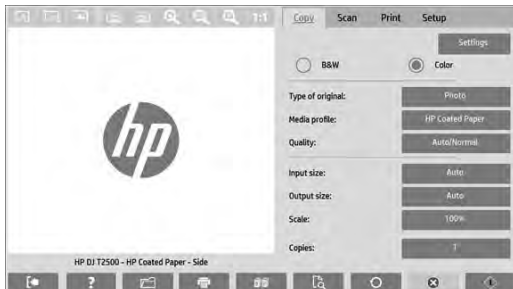 1:1
Copy Scan Print Setup
Settings
B&W Color
Type of original: Photo
Media profile: HP Coated Paper
Quality: Auto/Normal
Input size: Auto
Output size: Auto
Scale: 100%
Copies: 1
hp
HP DJ T2500 - HP Coated Paper - Side
?